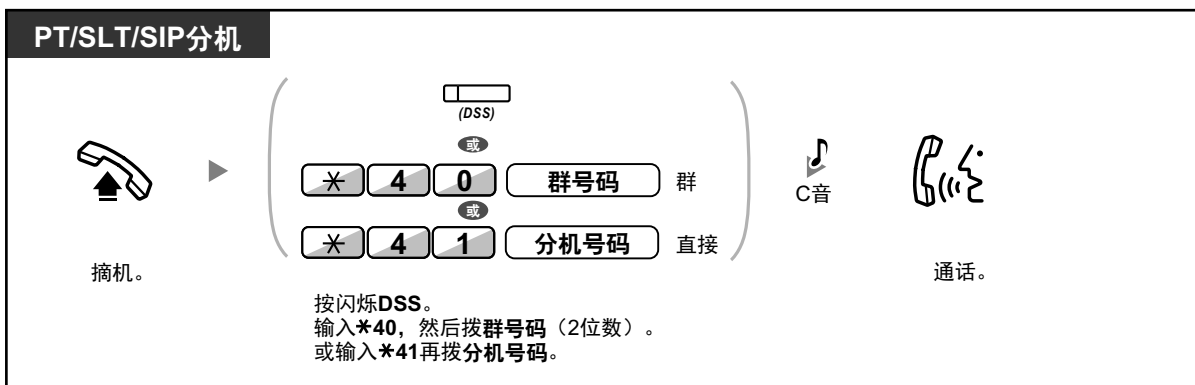 PT/SLT/SIP分机
(DSS)
或
* 4 0 群号码 群
或
* 4 1 分机号码 直接
C音
摘机。
通话。
按闪烁DSS。
输入*40，然后拨群号码（2位数）。
或输入*41再拨分机号码。